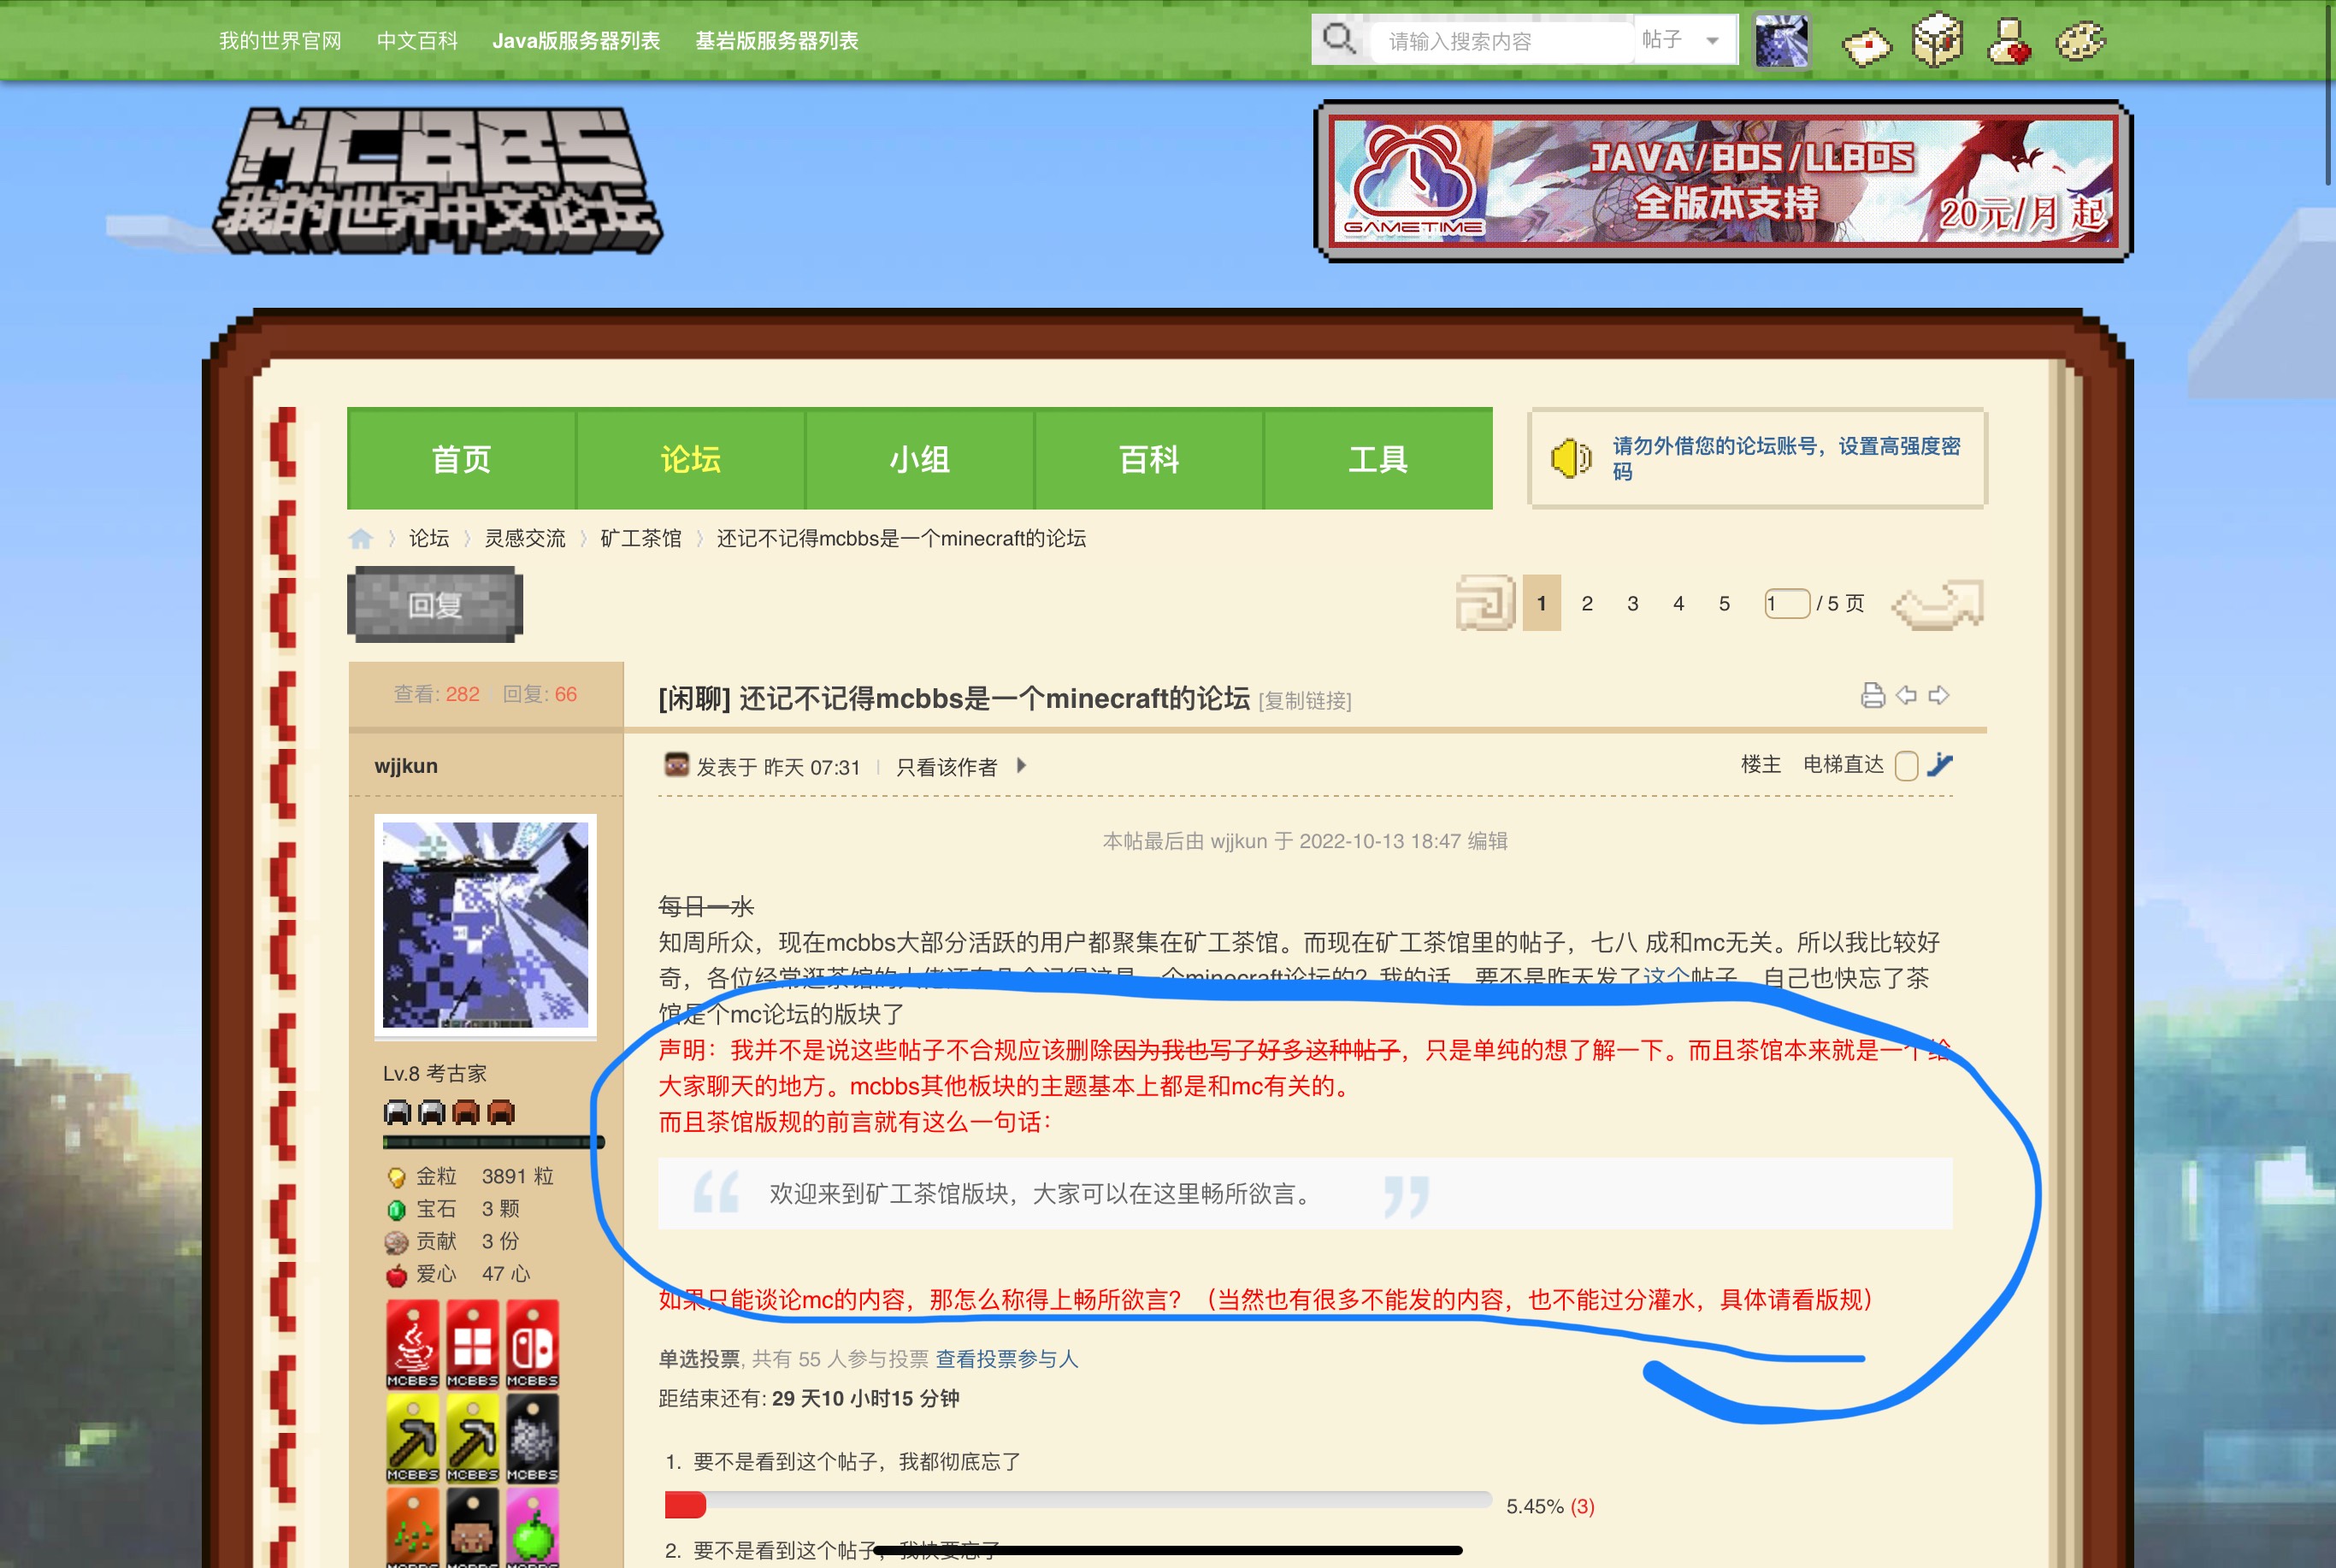 我的世界官网 中文百科 Java版服务器列表 基岩版服务器列表 请输入搜索内容 帖子
MCBBS
我的世界中文论坛
JAVA/BDS/LLBDS
全版本支持
GAMETIME 20元/月 起
首页 论坛 小组 百科 工具
请勿外借您的论坛账号，设置高强度密
码
论坛 灵感交流 矿工茶馆 还记不记得mcbbs是一个minecraft的论坛
回复
1 2 3 4 5 1 / 5 页
查看: 282 回复: 66
[闲聊] 还记不记得mcbbs是一个minecraft的论坛 [复制链接]
wjjkun
发表于 昨天 07:31 只看该作者
楼主 电梯直达
本帖最后由 wjjkun 于 2022-10-13 18:47 编辑
每日一水
知周所众，现在mcbbs大部分活跃的用户都聚集在矿工茶馆。而现在矿工茶馆里的帖子，七八 成和mc无关。所以我比较好
奇，各位经常逛茶馆的大佬还有几个记得这是一个minecraft论坛的？我的话，要不是昨天发了这个帖子，自己也快忘了茶
馆是个mc论坛的版块了
声明：我并不是说这些帖子不合规应该删除因为我也写了好多这种帖子，只是单纯的想了解一下。而且茶馆本来就是一个给
大家聊天的地方。mcbbs其他板块的主题基本上都是和mc有关的。
而且茶馆版规的前言就有这么一句话：
欢迎来到矿工茶馆版块，大家可以在这里畅所欲言。
如果只能谈论mc的内容，那怎么称得上畅所欲言？（当然也有很多不能发的内容，也不能过分灌水，具体请看版规）
Lv.8 考古家
金粒 3891 粒
宝石 3 颗
贡献 3 份
爱心 47 心
MCBBS MCBBS MCBBS
MCBBS MCBBS MCBBS
单选投票, 共有 55 人参与投票 查看投票参与人
距结束还有: 29 天10 小时15 分钟
1. 要不是看到这个帖子，我都彻底忘了
5.45% (3)
2. 要不是看到这个帖子，我快要忘了